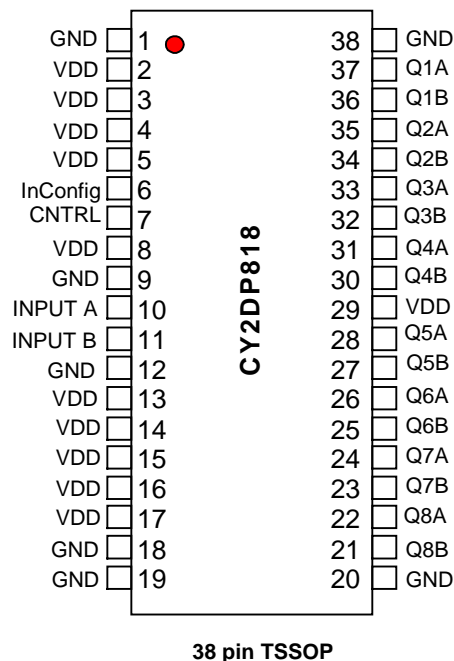 GND 1 38 GND
VDD 2 37 Q1A
VDD 3 36 Q1B
VDD 4 35 Q2A
VDD 5 34 Q2B
InConfig 6 33 Q3A
CNTRL 7 32 Q3B
VDD 8 31 Q4A
GND 9 30 Q4B
INPUT A 10 29 VDD
INPUT B 11 28 Q5A
GND 12 27 Q5B
VDD 13 26 Q6A
VDD 14 25 Q6B
VDD 15 24 Q7A
VDD 16 23 Q7B
VDD 17 22 Q8A
GND 18 21 Q8B
GND 19 20 GND
CY2DP818
38 pin TSSOP